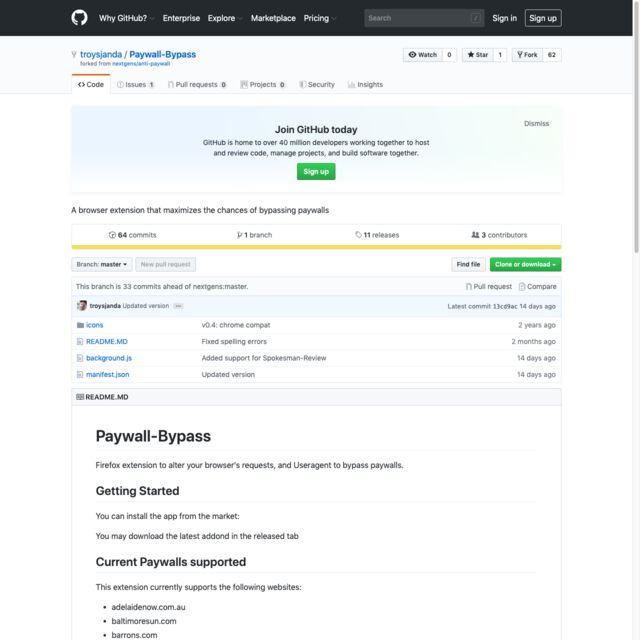 Why GitHub? Enterprise Explore Marketplace Pricing Search / Sign in Sign up
troysjanda / Paywall-Bypass
forked from nextgens/anti-paywall
Watch 0 Star 1 Fork 62
Code Issues 1 Pull requests 0 Projects 0 Security Insights
Join GitHub today
Dismiss
GitHub is home to over 40 million developers working together to host
and review code, manage projects, and build software together.
Sign up
A browser extension that maximizes the chances of bypassing paywalls
64 commits 1 branch 11 releases 3 contributors
Branch: master New pull request Find file Clone or download
This branch is 33 commits ahead of nextgens:master. Pull request Compare
troysjanda Updated version Latest commit 13cd9ac 14 days ago
icons v0.4: chrome compat 2 years ago
README.MD Fixed spelling errors 2 months ago
background.js Added support for Spokesman-Review 14 days ago
manifest.json Updated version 14 days ago
README.MD
Paywall-Bypass
Firefox extension to alter your browser's requests, and Useragent to bypass paywalls.
Getting Started
You can install the app from the market:
You may download the latest addond in the released tab
Current Paywalls supported
This extension currently supports the following websites:
• adelaidenow.com.au
• baltimoresun.com
• barrons.com